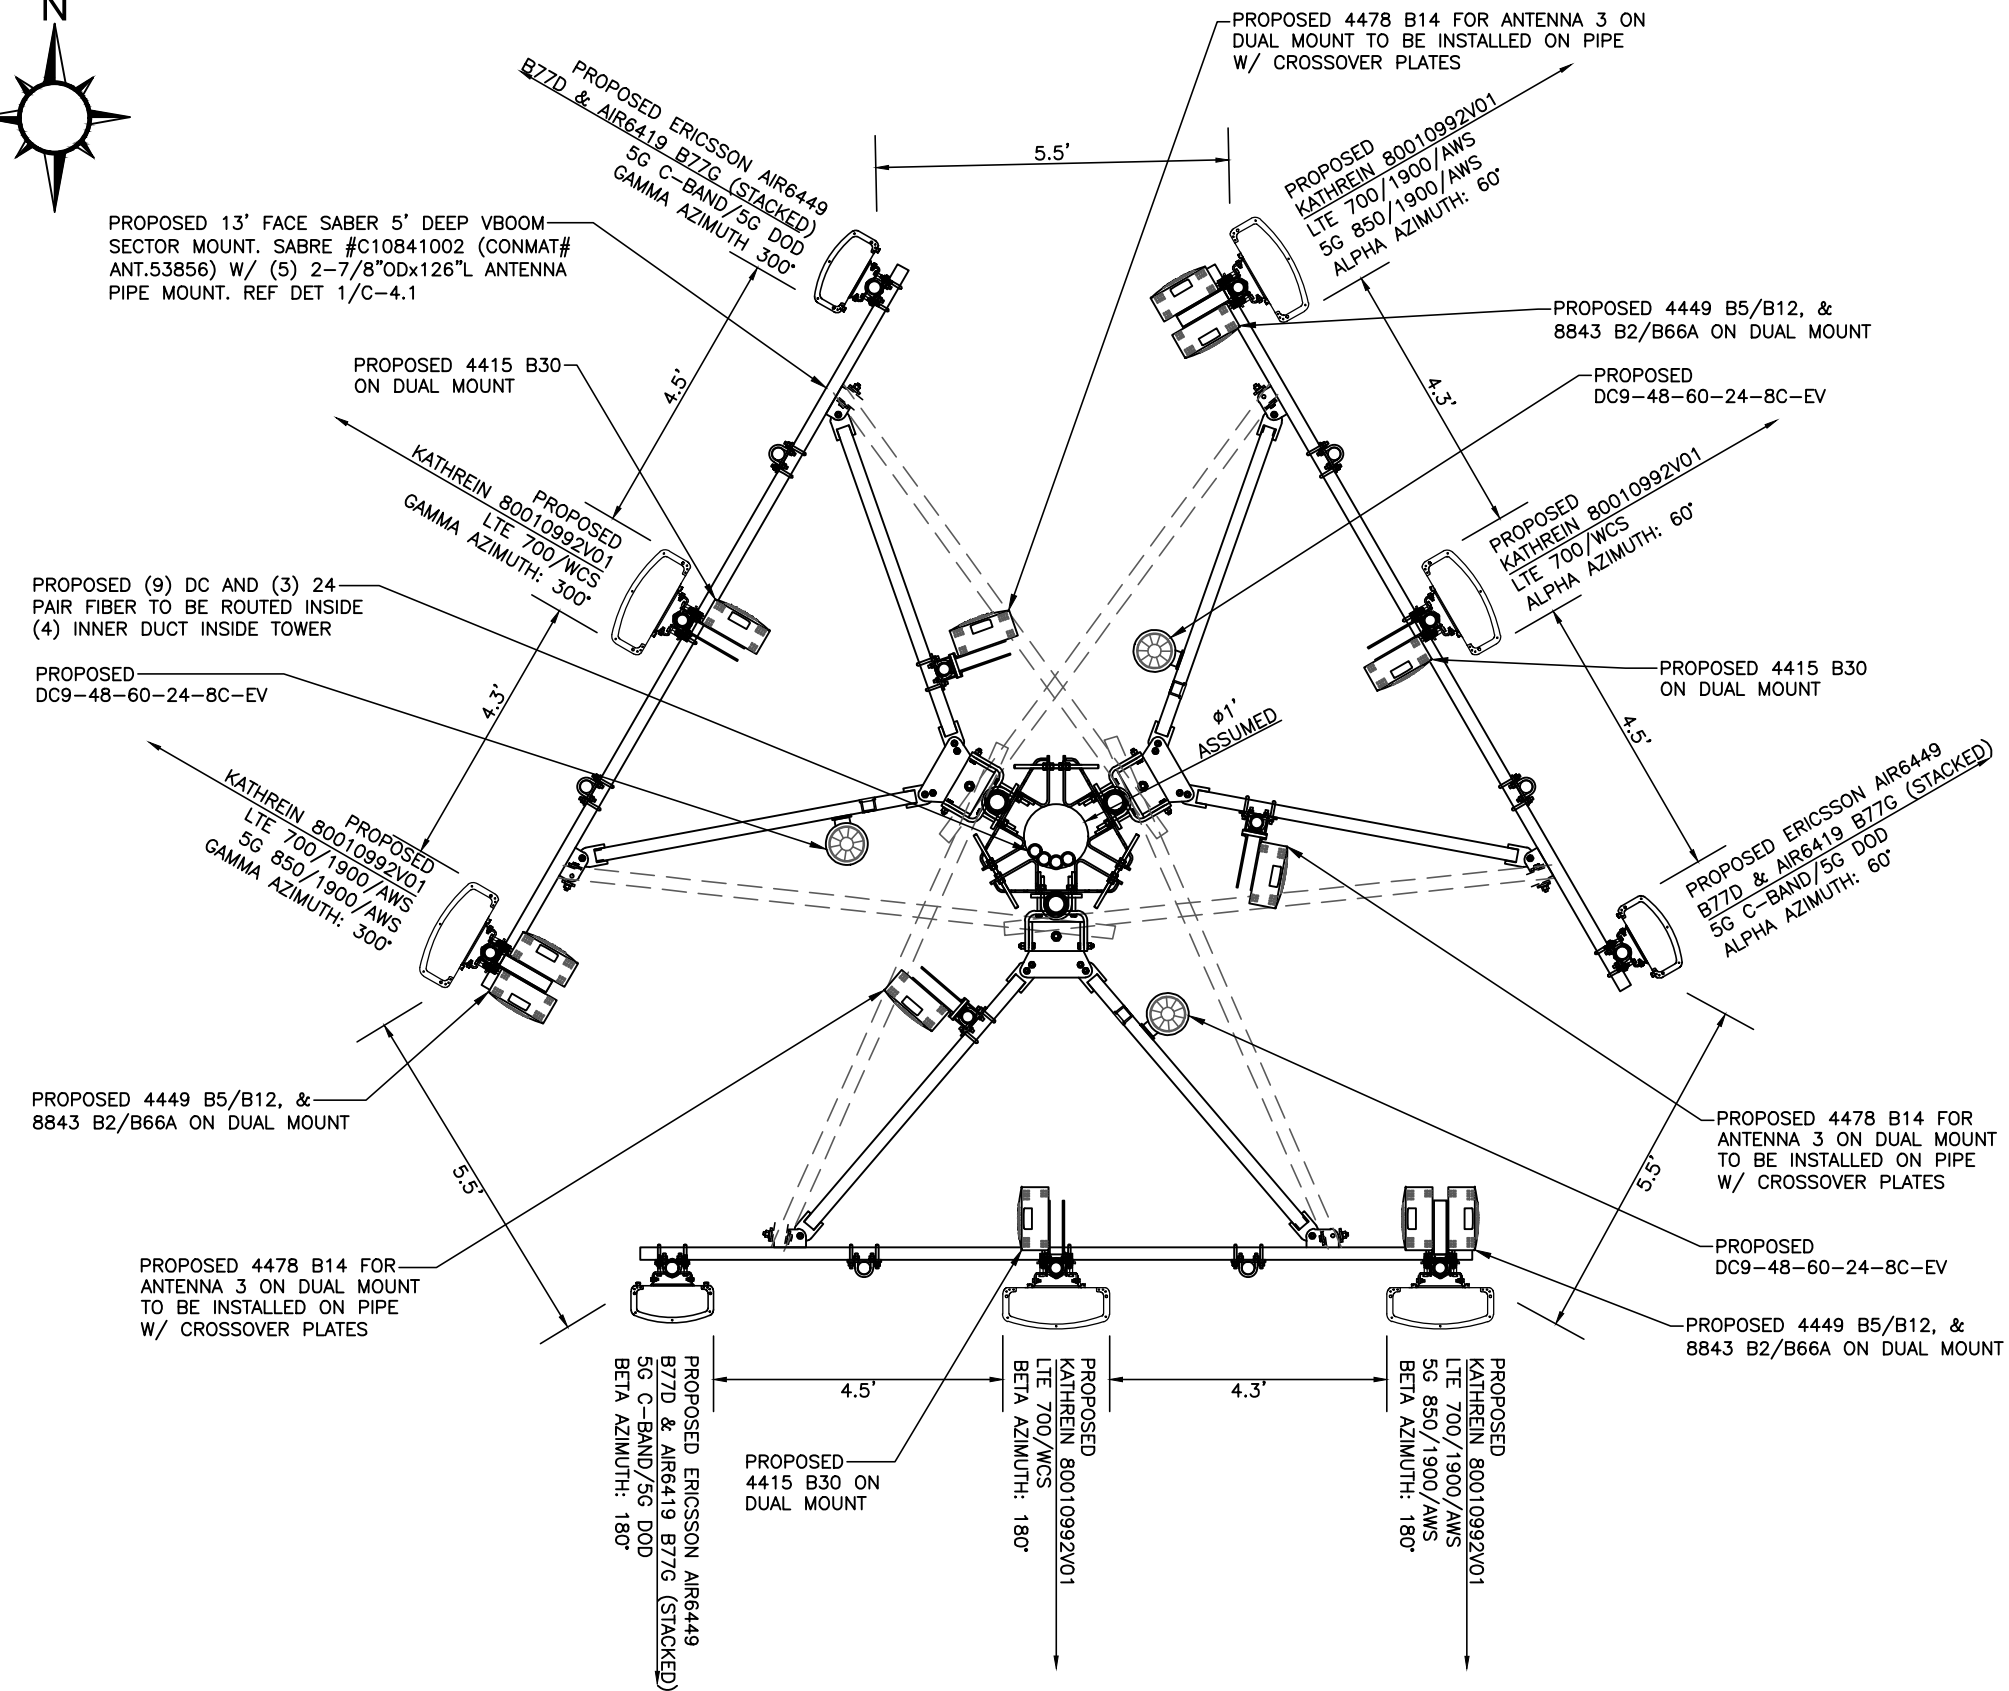 N
PROPOSED 4478 B14 FOR ANTENNA 3 ON
DUAL MOUNT TO BE INSTALLED ON PIPE
W/ CROSSOVER PLATES
PROPOSED ERICSSON AIR6449
B77D & AIR6419 B77G (STACKED)
5G C-BAND/5G DOD
GAMMA AZIMUTH 300°
5.5'
PROPOSED
KATHREIN 80010992V01
LTE 700/1900/AWS
5G 850/1900/AWS
ALPHA AZIMUTH: 60°
PROPOSED 13' FACE SABER 5' DEEP VBOOM
SECTOR MOUNT. SABRE #C10841002 (CONMAT#
ANT.53856) W/ (5) 2-7/8"ODx126"L ANTENNA
PIPE MOUNT. REF DET 1/C-4.1
PROPOSED 4449 B5/B12, &
8843 B2/B66A ON DUAL MOUNT
PROPOSED 4415 B30
ON DUAL MOUNT
4.5'
4.3'
PROPOSED
DC9-48-60-24-8C-EV
PROPOSED
KATHREIN 80010992V01
LTE 700/WCS
GAMMA AZIMUTH: 300°
PROPOSED
KATHREIN 80010992V01
LTE 700/WCS
ALPHA AZIMUTH: 60°
PROPOSED (9) DC AND (3) 24
PAIR FIBER TO BE ROUTED INSIDE
(4) INNER DUCT INSIDE TOWER
PROPOSED
DC9-48-60-24-8C-EV
4.3'
PROPOSED 4415 B30
ON DUAL MOUNT
ø1'
ASSUMED
4.5'
PROPOSED
KATHREIN 80010992V01
LTE 700/1900/AWS
5G 850/1900/AWS
GAMMA AZIMUTH: 300°
PROPOSED ERICSSON AIR6449
B77D & AIR6419 B77G (STACKED)
5G C-BAND/5G DOD
ALPHA AZIMUTH: 60°
PROPOSED 4449 B5/B12, &
8843 B2/B66A ON DUAL MOUNT
5.5'
5.5'
PROPOSED 4478 B14 FOR
ANTENNA 3 ON DUAL MOUNT
TO BE INSTALLED ON PIPE
W/ CROSSOVER PLATES
PROPOSED 4478 B14 FOR
ANTENNA 3 ON DUAL MOUNT
TO BE INSTALLED ON PIPE
W/ CROSSOVER PLATES
PROPOSED
DC9-48-60-24-8C-EV
PROPOSED 4449 B5/B12, &
8843 B2/B66A ON DUAL MOUNT
4.5'
4.3'
PROPOSED ERICSSON AIR6449
B77D & AIR6419 B77G (STACKED)
5G C-BAND/5G DOD
BETA AZIMUTH: 180°
PROPOSED
4415 B30 ON
DUAL MOUNT
PROPOSED
KATHREIN 80010992V01
LTE 700/WCS
BETA AZIMUTH: 180°
PROPOSED
KATHREIN 80010992V01
LTE 700/1900/AWS
5G 850/1900/AWS
BETA AZIMUTH: 180°